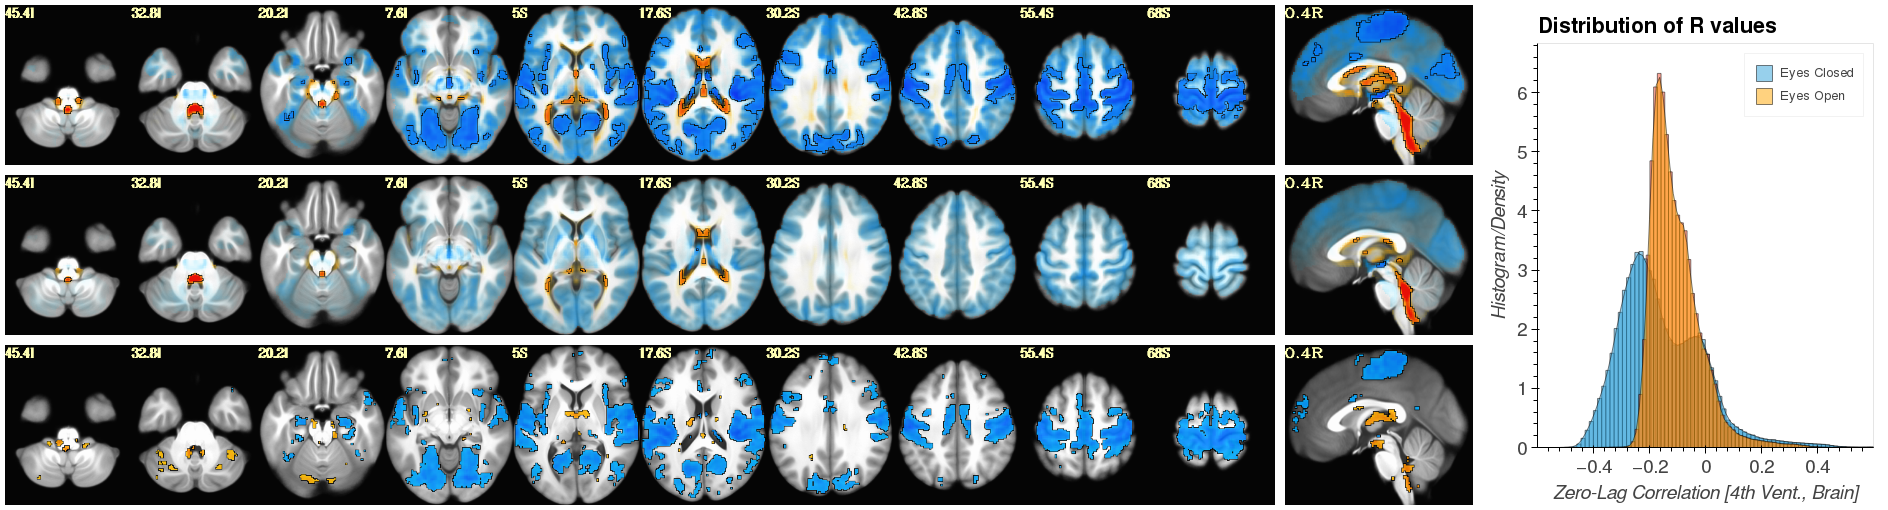 45.4I 32.8I 20.2I 7.6I 5S 17.6S 30.2S 42.8S 55.4S 68S 0.4R
45.4I 32.8I 20.2I 7.6I 5S 17.6S 30.2S 42.8S 55.4S 68S 0.4R
45.4I 32.8I 20.2I 7.6I 5S 17.6S 30.2S 42.8S 55.4S 68S 0.4R
Distribution of R values
Eyes Closed
Eyes Open
6
5
4
3
2
1
0
Histogram/Density
−0.4 −0.2 0 0.2 0.4
Zero-Lag Correlation [4th Vent., Brain]